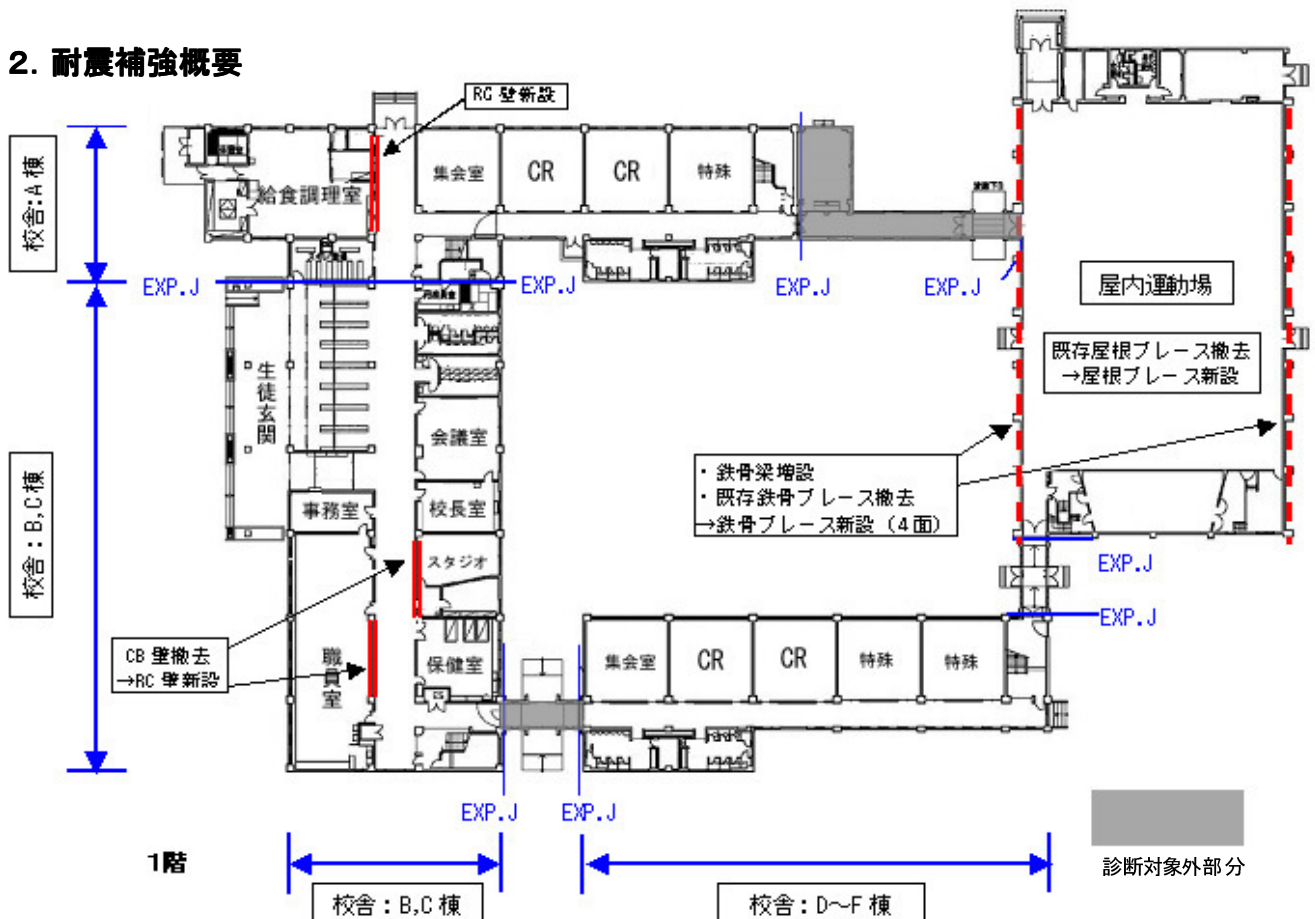 2. 耐震補強概要
RC 壁新設
校舎:A 棟
給食調理室
集会室
CR
CR
特殊
EXP.J
EXP.J
EXP.J
EXP.J
屋内運動場
既存屋根ブレース撤去
→屋根ブレース新設
生徒玄関
会議室
・鉄骨梁増設
・既存鉄骨ブレース撤去
→鉄骨ブレース新設(4面)
校舎:B,C 棟
事務室
校長室
スタジオ
EXP.J
EXP.J
CB 壁撤去
→RC 壁新設
職員室
保健室
集会室
CR
CR
特殊
特殊
EXP.J
EXP.J
1階
診断対象外部分
校舎:B,C 棟
校舎:D~F 棟